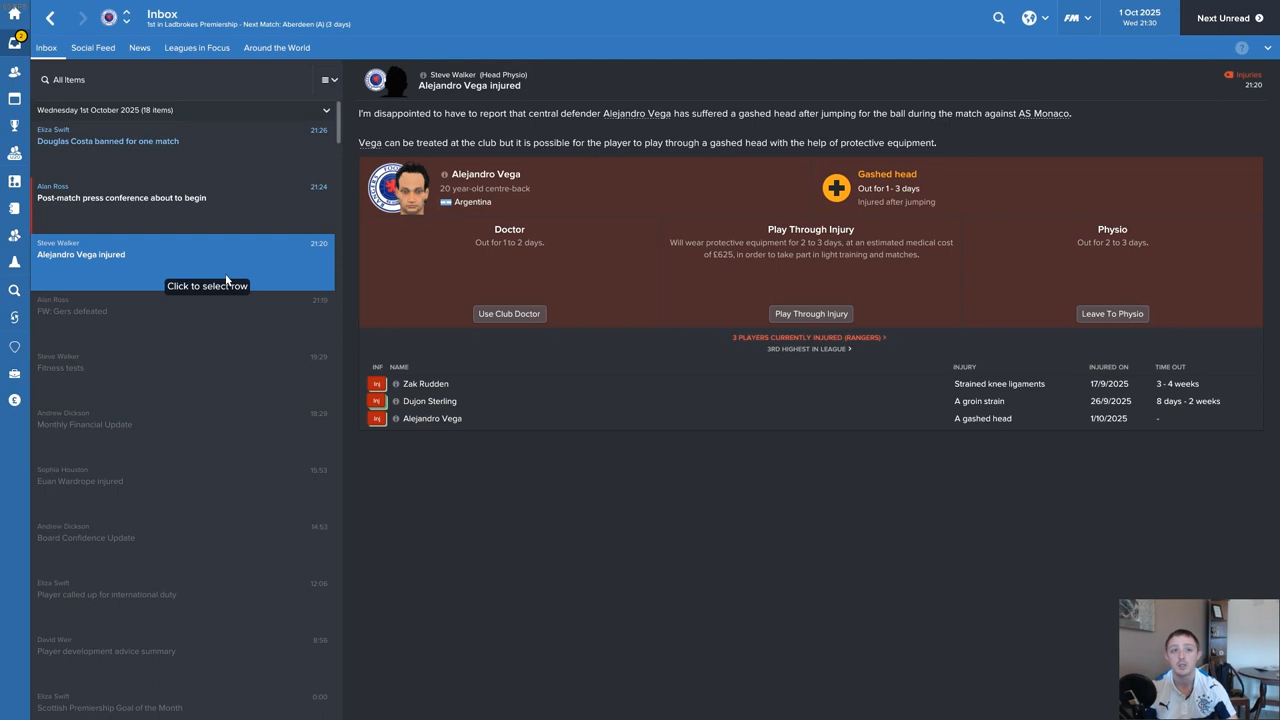 Inbox
1st in Ladbrokes Premiership - Next Match: Aberdeen (A) (3 days)
FM
1 Oct 2025
Wed 21:30
Next Unread
2
Inbox
Social Feed
News
Leagues in Focus
Around the World
?
All Items
Wednesday 1st October 2025 (18 items)
Eliza Swift
21:26
Douglas Costa banned for one match
Alan Ross
21:24
Post-match press conference about to begin
Steve Walker
21:20
Alejandro Vega injured
Click to select row
Alan Ross
21:19
FW: Gers defeated
Steve Walker
19:29
Fitness tests
Andrew Dickson
18:29
Monthly Financial Update
Sophia Houston
15:53
Euan Wardrope injured
Andrew Dickson
14:53
Board Confidence Update
Eliza Swift
12:06
Player called up for international duty
David Weir
8:56
Player development advice summary
Eliza Swift
0:00
Scottish Premiership Goal of the Month
Steve Walker (Head Physio)
Injuries
Alejandro Vega injured
21:20
I'm disappointed to have to report that central defender Alejandro Vega has suffered a gashed head after jumping for the ball during the match against AS Monaco.
Vega can be treated at the club but it is possible for the player to play through a gashed head with the help of protective equipment.
Alejandro Vega
20 year-old centre-back
Argentina
Gashed head
Out for 1 - 3 days
Injured after jumping
Doctor
Out for 1 to 2 days.
Use Club Doctor
Play Through Injury
Will wear protective equipment for 2 to 3 days, at an estimated medical cost
of £625, in order to take part in light training and matches.
Play Through Injury
Physio
Out for 2 to 3 days.
Leave To Physio
3 PLAYERS CURRENTLY INJURED (RANGERS) >
3RD HIGHEST IN LEAGUE >
INF NAME INJURY INJURED ON TIME OUT
Inj Zak Rudden Strained knee ligaments 17/9/2025 3 - 4 weeks
Inj Dujon Sterling A groin strain 26/9/2025 8 days - 2 weeks
Inj Alejandro Vega A gashed head 1/10/2025 -